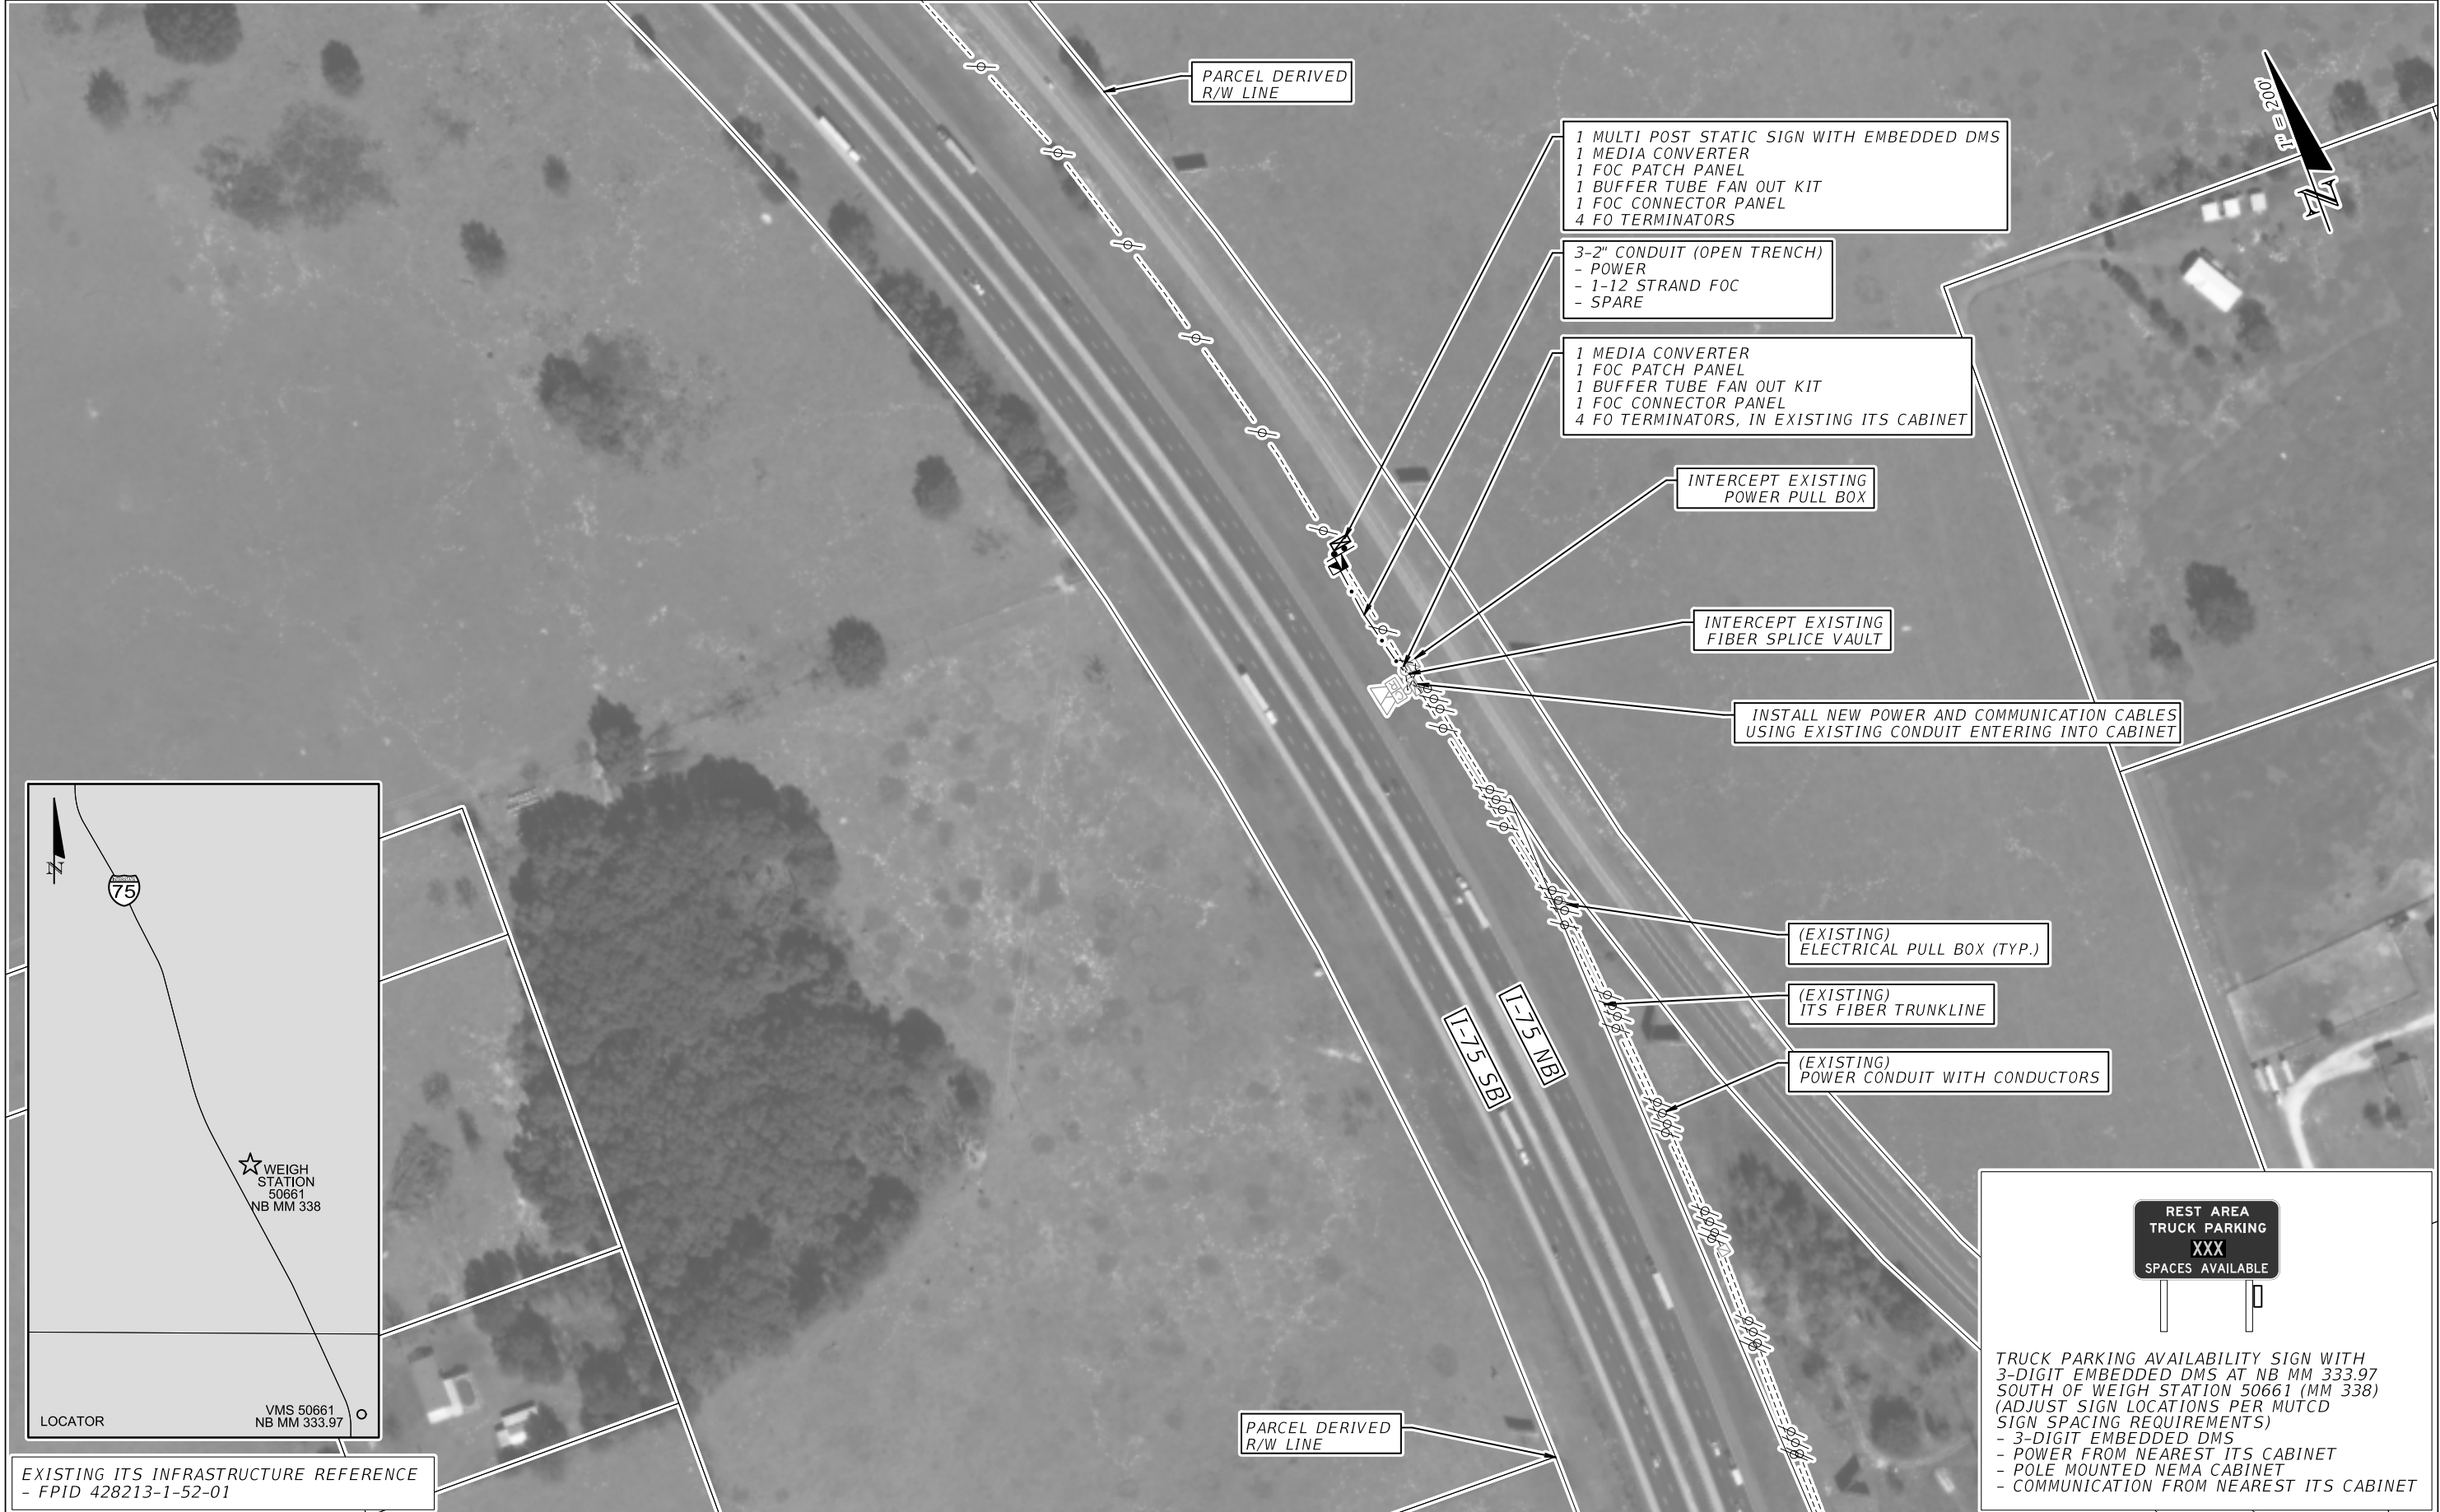 PARCEL DERIVED
R/W LINE
1" = 200'
N
1 MULTI POST STATIC SIGN WITH EMBEDDED DMS
1 MEDIA CONVERTER
1 FOC PATCH PANEL
1 BUFFER TUBE FAN OUT KIT
1 FOC CONNECTOR PANEL
4 FO TERMINATORS
3-2" CONDUIT (OPEN TRENCH)
- POWER
- 1-12 STRAND FOC
- SPARE
1 MEDIA CONVERTER
1 FOC PATCH PANEL
1 BUFFER TUBE FAN OUT KIT
1 FOC CONNECTOR PANEL
4 FO TERMINATORS, IN EXISTING ITS CABINET
INTERCEPT EXISTING
POWER PULL BOX
INTERCEPT EXISTING
FIBER SPLICE VAULT
INSTALL NEW POWER AND COMMUNICATION CABLES
USING EXISTING CONDUIT ENTERING INTO CABINET
(EXISTING)
ELECTRICAL PULL BOX (TYP.)
(EXISTING)
ITS FIBER TRUNKLINE
(EXISTING)
POWER CONDUIT WITH CONDUCTORS
I-75 SB
I-75 NB
N
75
WEIGH
STATION
50661
NB MM 338
VMS 50661
NB MM 333.97
LOCATOR
EXISTING ITS INFRASTRUCTURE REFERENCE
- FPID 428213-1-52-01
PARCEL DERIVED
R/W LINE
REST AREA
TRUCK PARKING
XXX
SPACES AVAILABLE
TRUCK PARKING AVAILABILITY SIGN WITH
3-DIGIT EMBEDDED DMS AT NB MM 333.97
SOUTH OF WEIGH STATION 50661 (MM 338)
(ADJUST SIGN LOCATIONS PER MUTCD
SIGN SPACING REQUIREMENTS)
- 3-DIGIT EMBEDDED DMS
- POWER FROM NEAREST ITS CABINET
- POLE MOUNTED NEMA CABINET
- COMMUNICATION FROM NEAREST ITS CABINET